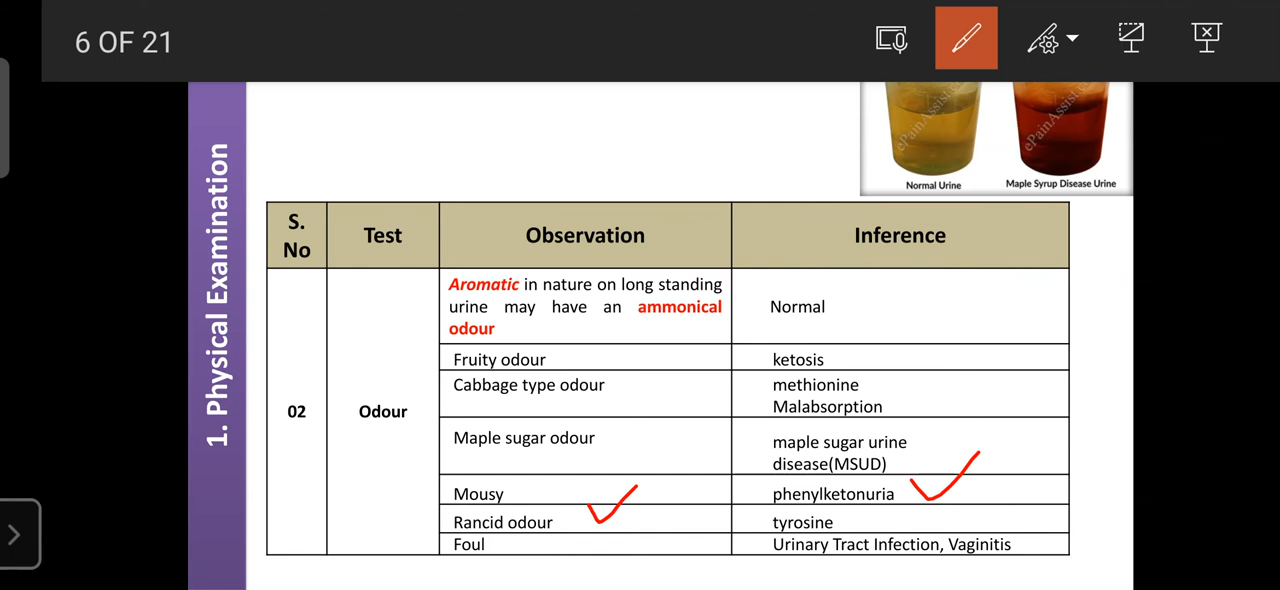 6 OF 21
1. Physical Examination
ePainAssist
ePainAssist
Normal Urine
Maple Syrup Disease Urine
S. No
Test
Observation
Inference
02
Odour
Aromatic in nature on long standing
urine may have an ammonical
odour
Normal
Fruity odour
ketosis
Cabbage type odour
methionine
Malabsorption
Maple sugar odour
maple sugar urine
disease(MSUD)
Mousy
phenylketonuria
Rancid odour
tyrosine
Foul
Urinary Tract Infection, Vaginitis